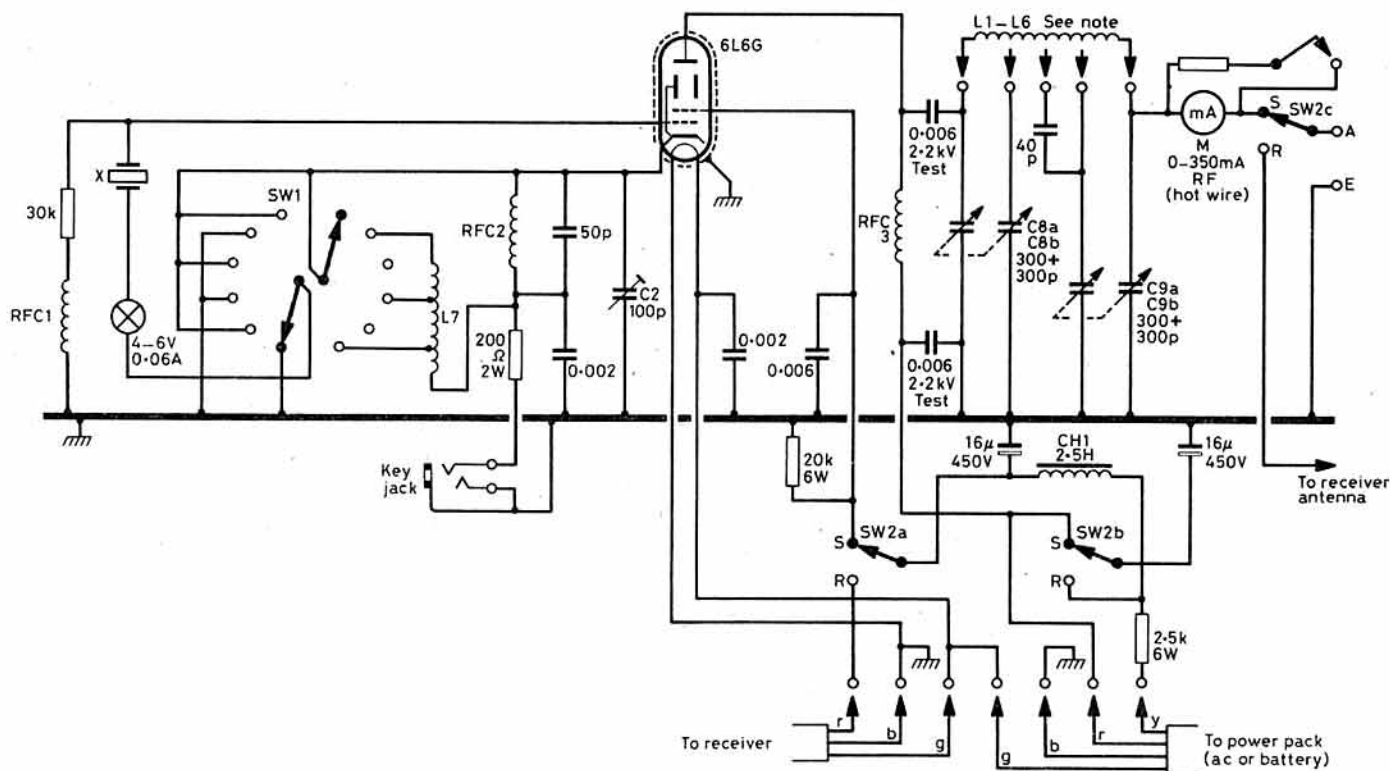 6L6G
L1–L6 See note
X
SW1
30k
RFC1
4–6V
0·06A
L7
RFC2
50p
200
Ω
2W
0·002
C2
100p
0·002
0·006
RFC
3
0·006
2·2kV
Test
0·006
2·2kV
Test
40
p
C8a
C8b
300+
300p
C9a
C9b
300+
300p
mA
M
0–350mA
RF
(hot wire)
S
SW2c
R
A
E
Key
jack
20k
6W
16μ
450V
CH1
2·5H
16μ
450V
To receiver
antenna
S
SW2a
R
S
SW2b
R
2·5k
6W
r
b
g
g
b
r
y
To receiver
To power pack
(ac or battery)